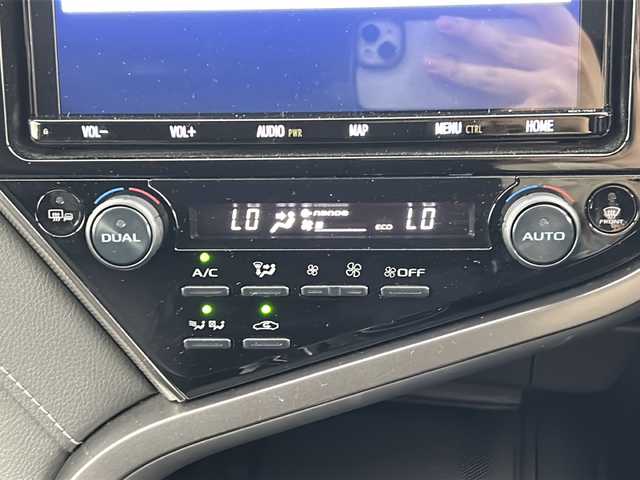 VOL− VOL+ AUDIO PWR MAP MENU CTRL HOME
LO nanoe LO
ECO
DUAL AUTO FRONT
A/C OFF